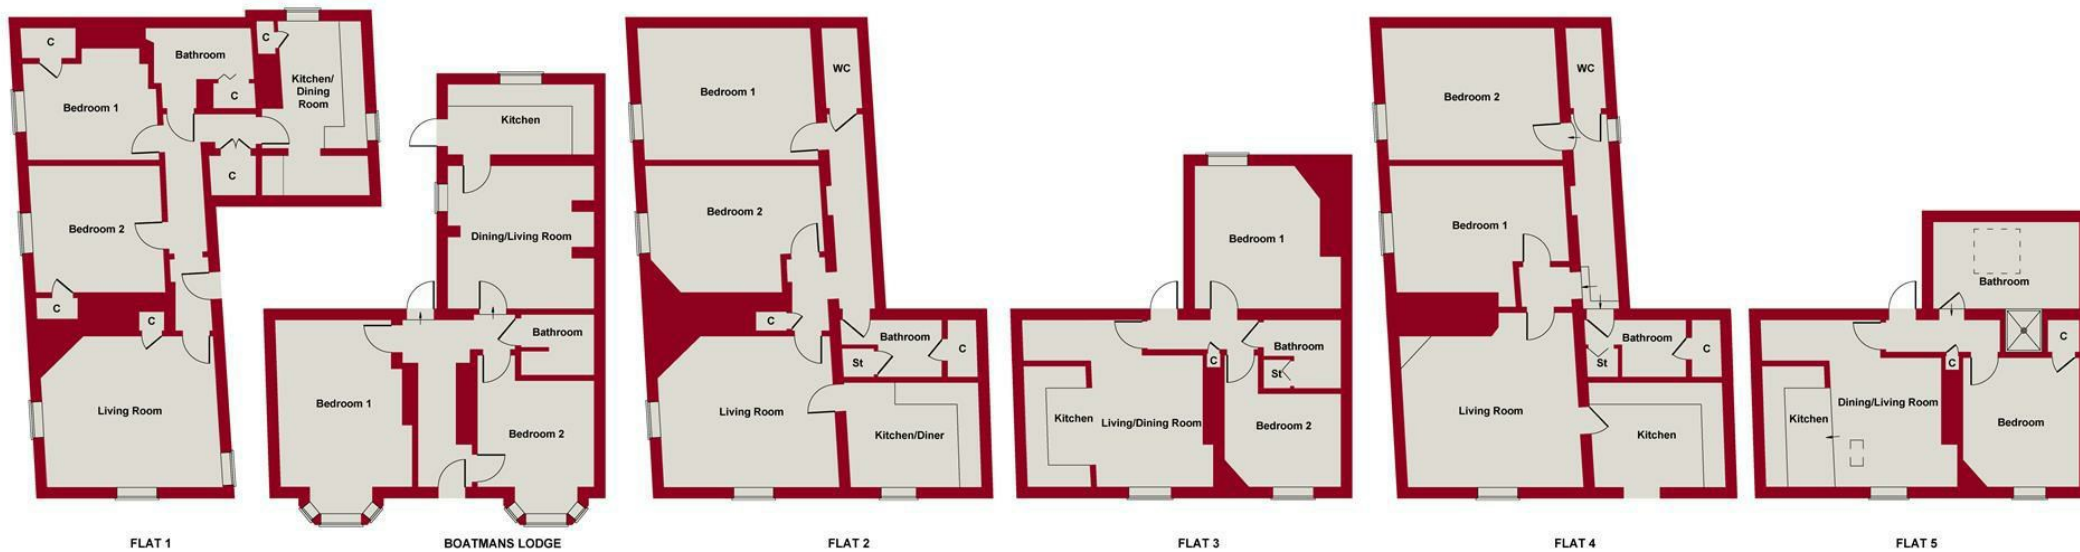 C
Bathroom
C
Kitchen/
Dining
Room
C
Bedroom 1
C
Bedroom 2
C
C
Living Room
FLAT 1
Kitchen
Dining/Living Room
Bathroom
Bedroom 1
Bedroom 2
BOATMANS LODGE
WC
Bedroom 1
Bedroom 2
C
Bathroom
C
St
Living Room
Kitchen/Diner
FLAT 2
Bedroom 1
Bathroom
C
St
Kitchen
Living/Dining Room
Bedroom 2
FLAT 3
WC
Bedroom 2
Bedroom 1
Bathroom
C
St
Living Room
Kitchen
FLAT 4
Bathroom
C
C
Dining/Living Room
Kitchen
Bedroom
FLAT 5